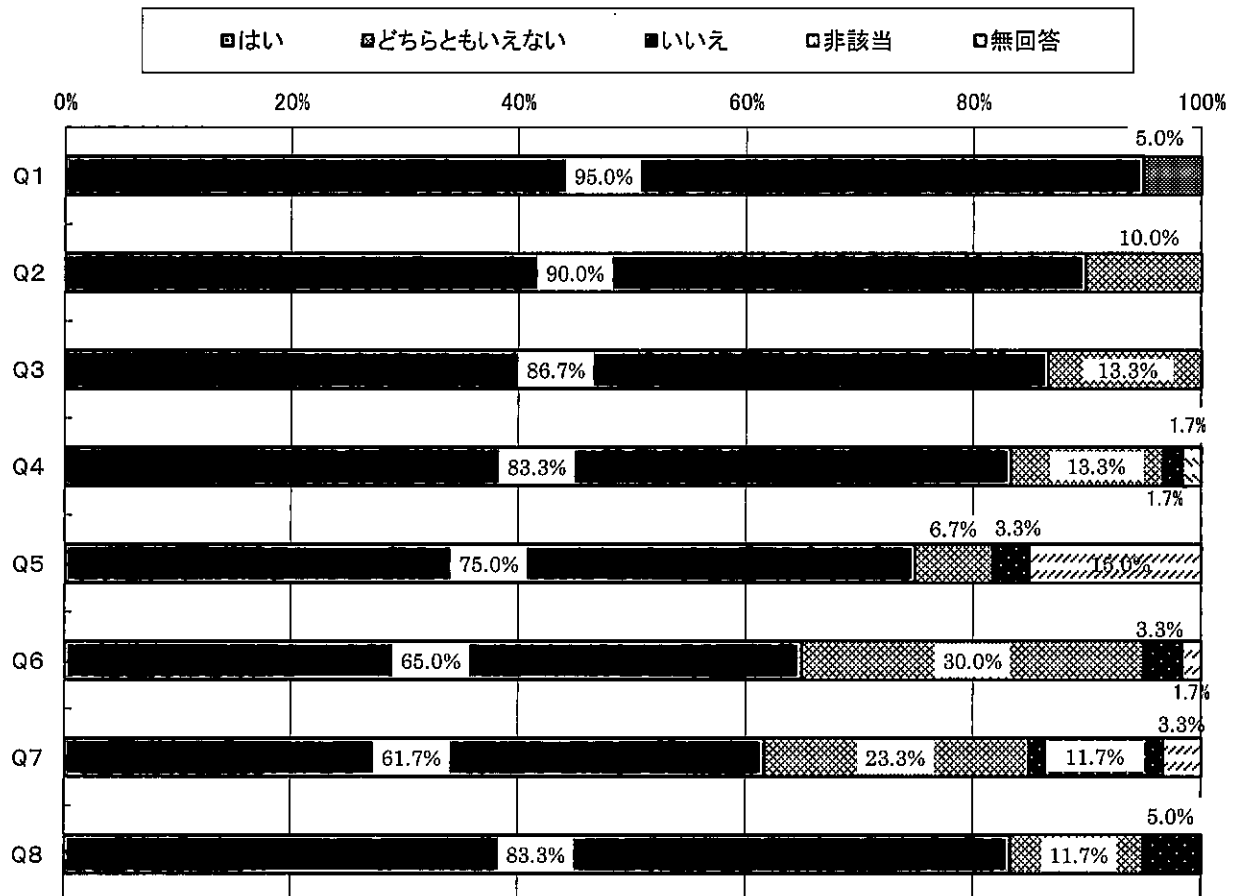 はい どちらともいえない いいえ 非該当 無回答
0% 20% 40% 60% 80% 100%
5.0%
Q1 95.0%
10.0%
Q2 90.0%
Q3 86.7% 13.3%
1.7%
Q4 83.3% 13.3%
1.7%
6.7% 3.3%
Q5 75.0% 15.0%
3.3%
Q6 65.0% 30.0%
1.7%
3.3%
Q7 61.7% 23.3% 11.7%
5.0%
Q8 83.3% 11.7%